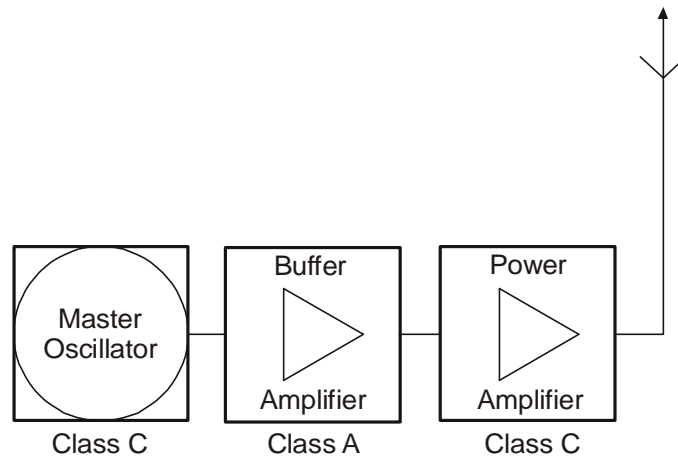 Master
Oscillator
Class C
Buffer
Amplifier
Class A
Power
Amplifier
Class C